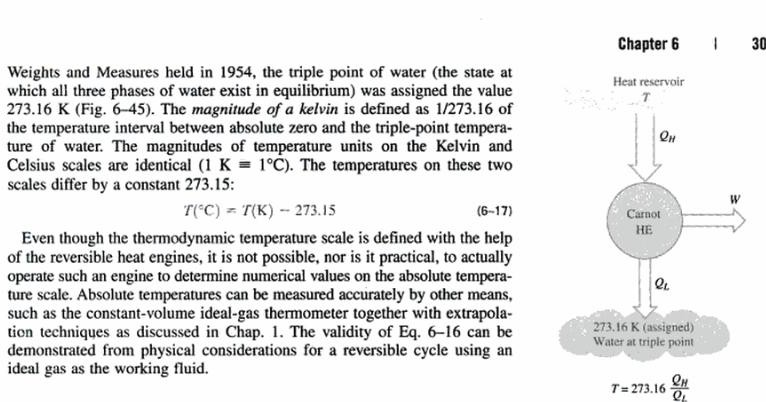 Chapter 6 | 30
Weights and Measures held in 1954, the triple point of water (the state at
which all three phases of water exist in equilibrium) was assigned the value
273.16 K (Fig. 6–45). The magnitude of a kelvin is defined as 1/273.16 of
the temperature interval between absolute zero and the triple-point tempera-
ture of water. The magnitudes of temperature units on the Kelvin and
Celsius scales are identical (1 K ≡ 1°C). The temperatures on these two
scales differ by a constant 273.15:
T(°C) = T(K) − 273.15 (6–17)
Even though the thermodynamic temperature scale is defined with the help
of the reversible heat engines, it is not possible, nor is it practical, to actually
operate such an engine to determine numerical values on the absolute tempera-
ture scale. Absolute temperatures can be measured accurately by other means,
such as the constant-volume ideal-gas thermometer together with extrapola-
tion techniques as discussed in Chap. 1. The validity of Eq. 6–16 can be
demonstrated from physical considerations for a reversible cycle using an
ideal gas as the working fluid.
Heat reservoir
T
Q_H
W
Carnot
HE
Q_L
273.16 K (assigned)
Water at triple point
T = 273.16 Q_H/Q_L